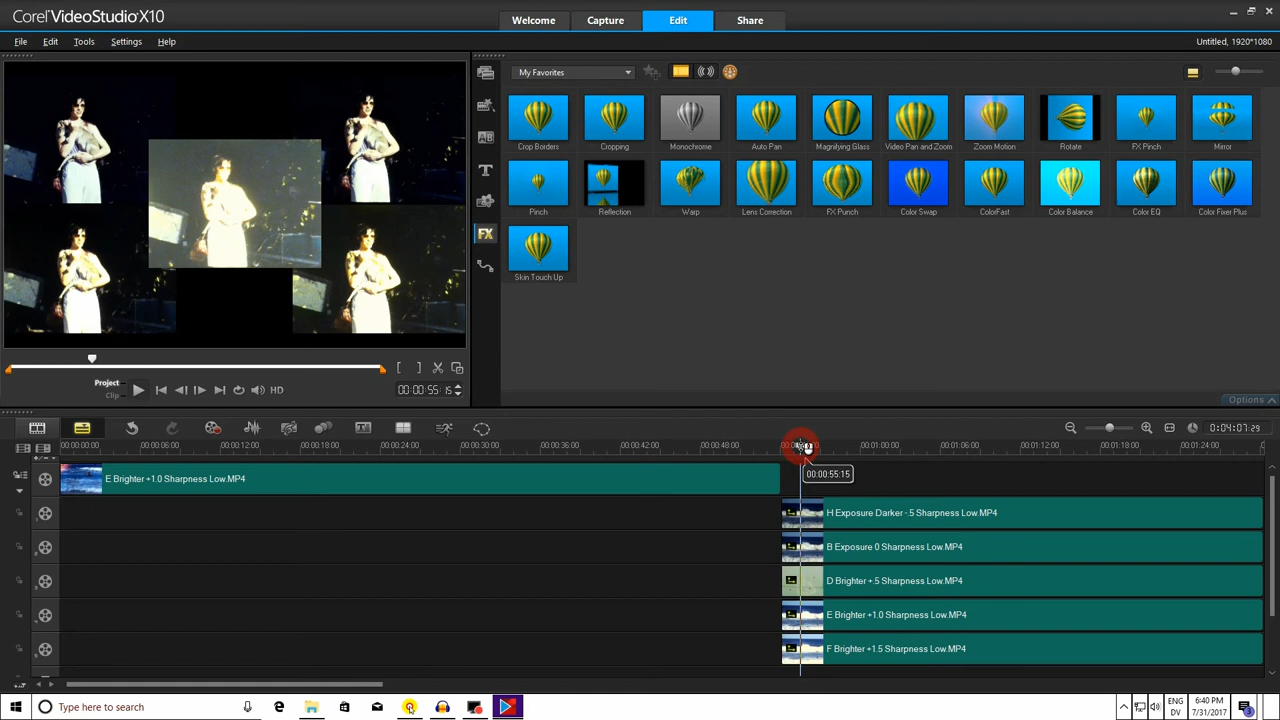 Corel® VideoStudio® X10
Welcome
Capture
Edit
Share
File
Edit
Tools
Settings
Help
Untitled, 1920*1080
My Favorites
Crop Borders
Cropping
Monochrome
Auto Pan
Magnifying Glass
Video Pan and Zoom
Zoom Motion
Rotate
FX Pinch
Mirror
Pinch
Reflection
Warp
Lens Correction
FX Punch
Color Swap
ColorFast
Color Balance
Color EQ
Color Fixer Plus
FX
Skin Touch Up
Project
Clip
HD
00:00:55:15
Options
0:04:01:29
00:00:00:00
00:00:06:00
00:00:12:00
00:00:18:00
00:00:24:00
00:00:30:00
00:00:36:00
00:00:42:00
00:00:48:00
00:01:00:00
00:01:06:00
00:01:12:00
00:01:18:00
00:01:24:00
00:00:55:15
E Brighter +1.0 Sharpness Low.MP4
H Exposure Darker -.5 Sharpness Low.MP4
B Exposure 0 Sharpness Low.MP4
D Brighter +.5 Sharpness Low.MP4
E Brighter +1.0 Sharpness Low.MP4
F Brighter +1.5 Sharpness Low.MP4
Type here to search
ENG
DV
6:40 PM
7/31/2017
3